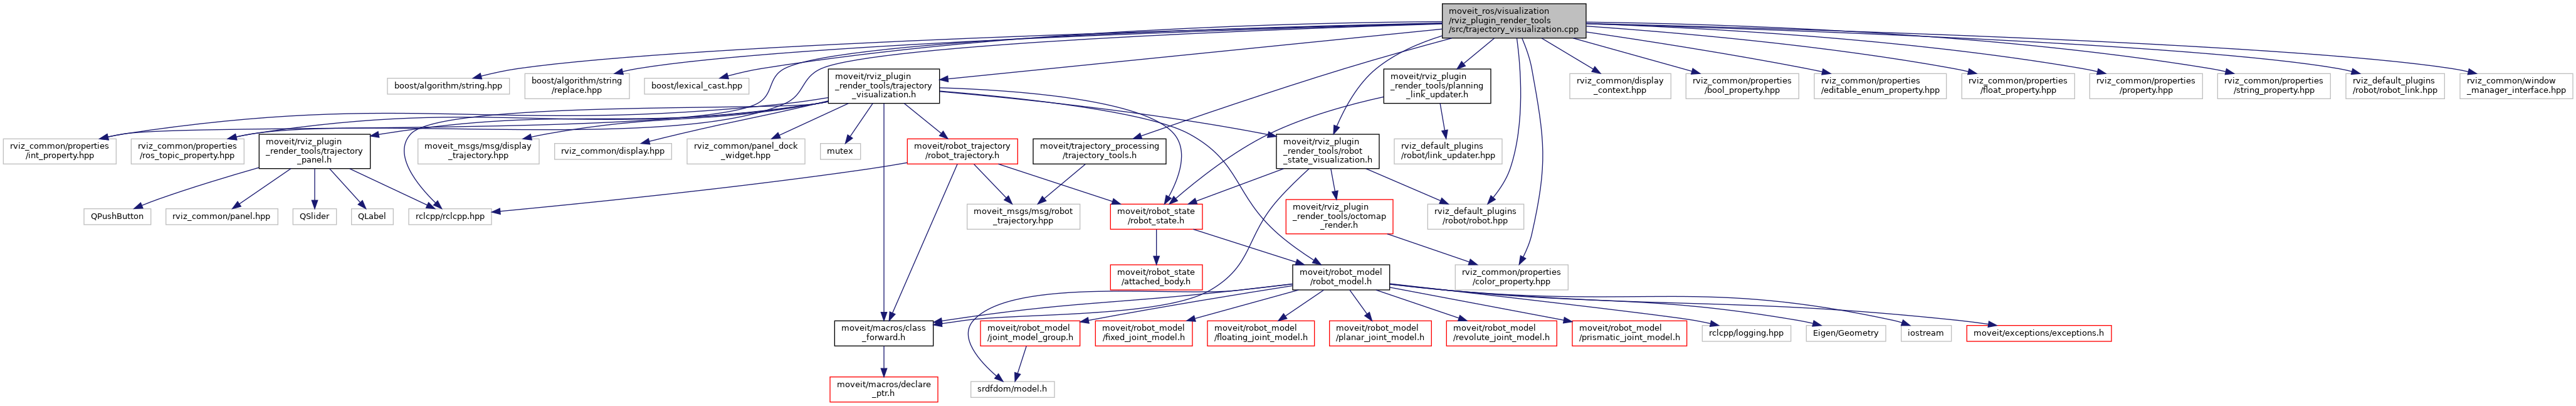 moveit_ros/visualization
/rviz_plugin_render_tools
/src/trajectory_visualization.cpp
boost/algorithm/string.hpp
boost/algorithm/string
/replace.hpp
boost/lexical_cast.hpp
moveit/rviz_plugin
_render_tools/trajectory
_visualization.h
moveit/rviz_plugin
_render_tools/planning
_link_updater.h
rviz_common/display
_context.hpp
rviz_common/properties
/bool_property.hpp
rviz_common/properties
/editable_enum_property.hpp
rviz_common/properties
/float_property.hpp
rviz_common/properties
/property.hpp
rviz_common/properties
/string_property.hpp
rviz_default_plugins
/robot/robot_link.hpp
rviz_common/window
_manager_interface.hpp
rviz_common/properties
/int_property.hpp
rviz_common/properties
/ros_topic_property.hpp
moveit/rviz_plugin
_render_tools/trajectory
_panel.h
moveit_msgs/msg/display
_trajectory.hpp
rviz_common/display.hpp
rviz_common/panel_dock
_widget.hpp
mutex
moveit/robot_trajectory
/robot_trajectory.h
moveit/trajectory_processing
/trajectory_tools.h
moveit/rviz_plugin
_render_tools/robot
_state_visualization.h
rviz_default_plugins
/robot/link_updater.hpp
QPushButton
rviz_common/panel.hpp
QSlider
QLabel
rclcpp/rclcpp.hpp
moveit_msgs/msg/robot
_trajectory.hpp
moveit/robot_state
/robot_state.h
moveit/rviz_plugin
_render_tools/octomap
_render.h
rviz_default_plugins
/robot/robot.hpp
moveit/robot_state
/attached_body.h
moveit/robot_model
/robot_model.h
rviz_common/properties
/color_property.hpp
moveit/macros/class
_forward.h
moveit/robot_model
/joint_model_group.h
moveit/robot_model
/fixed_joint_model.h
moveit/robot_model
/floating_joint_model.h
moveit/robot_model
/planar_joint_model.h
moveit/robot_model
/revolute_joint_model.h
moveit/robot_model
/prismatic_joint_model.h
rclcpp/logging.hpp
Eigen/Geometry
iostream
moveit/exceptions/exceptions.h
moveit/macros/declare
_ptr.h
srdfdom/model.h